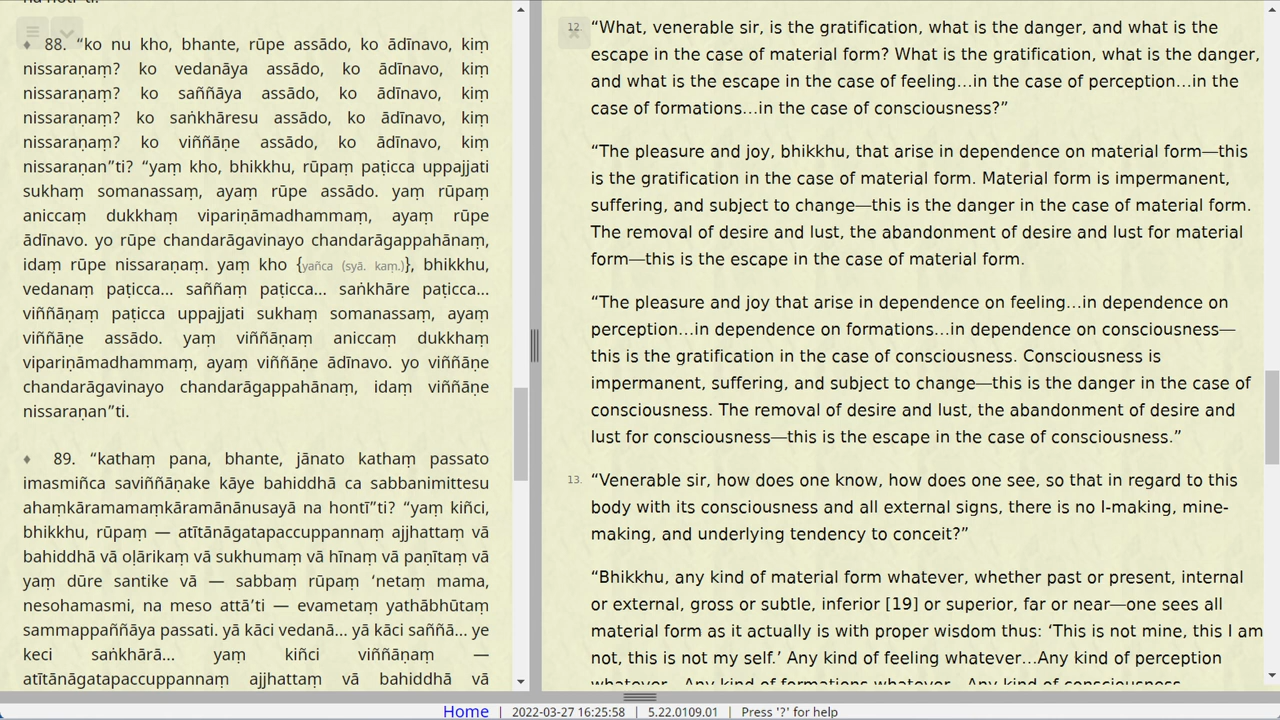 na hoti”ti.
♦ 88. “ko nu kho, bhante, rūpe assādo, ko ādīnavo, kiṃ
nissaraṇaṃ? ko vedanāya assādo, ko ādīnavo, kiṃ
nissaraṇaṃ? ko saññāya assādo, ko ādīnavo, kiṃ
nissaraṇaṃ? ko saṅkhāresu assādo, ko ādīnavo, kiṃ
nissaraṇaṃ? ko viññāṇe assādo, ko ādīnavo, kiṃ
nissaraṇan”ti? “yaṃ kho, bhikkhu, rūpaṃ paṭicca uppajjati
sukhaṃ somanassaṃ, ayaṃ rūpe assādo. yaṃ rūpaṃ
aniccaṃ dukkhaṃ vipariṇāmadhammaṃ, ayaṃ rūpe
ādīnavo. yo rūpe chandarāgavinayo chandarāgappahānaṃ,
idaṃ rūpe nissaraṇaṃ. yaṃ kho {yañca (syā. kaṃ.)}, bhikkhu,
vedanaṃ paṭicca... saññaṃ paṭicca... saṅkhāre paṭicca...
viññāṇaṃ paṭicca uppajjati sukhaṃ somanassaṃ, ayaṃ
viññāṇe assādo. yaṃ viññāṇaṃ aniccaṃ dukkhaṃ
vipariṇāmadhammaṃ, ayaṃ viññāṇe ādīnavo. yo viññāṇe
chandarāgavinayo chandarāgappahānaṃ, idaṃ viññāṇe
nissaraṇan”ti.
♦ 89. “kathaṃ pana, bhante, jānato kathaṃ passato
imasmiñca saviññāṇake kāye bahiddhā ca sabbanimittesu
ahaṃkāramamaṃkāramānānusayā na hontī”ti? “yaṃ kiñci,
bhikkhu, rūpaṃ — atītānāgatapaccuppannaṃ ajjhattaṃ vā
bahiddhā vā oḷārikaṃ vā sukhumaṃ vā hīnaṃ vā paṇītaṃ vā
yaṃ dūre santike vā — sabbaṃ rūpaṃ ‘netaṃ mama,
nesohamasmi, na meso attā’ti — evametaṃ yathābhūtaṃ
sammappaññāya passati. yā kāci vedanā... yā kāci saññā... ye
keci saṅkhārā... yaṃ kiñci viññāṇaṃ —
atītānāgatapaccuppannaṃ ajjhattaṃ vā bahiddhā vā
12. “What, venerable sir, is the gratification, what is the danger, and what is the
escape in the case of material form? What is the gratification, what is the danger,
and what is the escape in the case of feeling…in the case of perception…in the
case of formations…in the case of consciousness?”
“The pleasure and joy, bhikkhu, that arise in dependence on material form—this
is the gratification in the case of material form. Material form is impermanent,
suffering, and subject to change—this is the danger in the case of material form.
The removal of desire and lust, the abandonment of desire and lust for material
form—this is the escape in the case of material form.
“The pleasure and joy that arise in dependence on feeling…in dependence on
perception…in dependence on formations…in dependence on consciousness—
this is the gratification in the case of consciousness. Consciousness is
impermanent, suffering, and subject to change—this is the danger in the case of
consciousness. The removal of desire and lust, the abandonment of desire and
lust for consciousness—this is the escape in the case of consciousness.”
13. “Venerable sir, how does one know, how does one see, so that in regard to this
body with its consciousness and all external signs, there is no I-making, mine-
making, and underlying tendency to conceit?”
“Bhikkhu, any kind of material form whatever, whether past or present, internal
or external, gross or subtle, inferior [19] or superior, far or near—one sees all
material form as it actually is with proper wisdom thus: ‘This is not mine, this I am
not, this is not my self.’ Any kind of feeling whatever…Any kind of perception
whatever…Any kind of formations whatever…Any kind of consciousness
Home | 2022-03-27 16:25:58 | 5.22.0109.01 | Press '?' for help